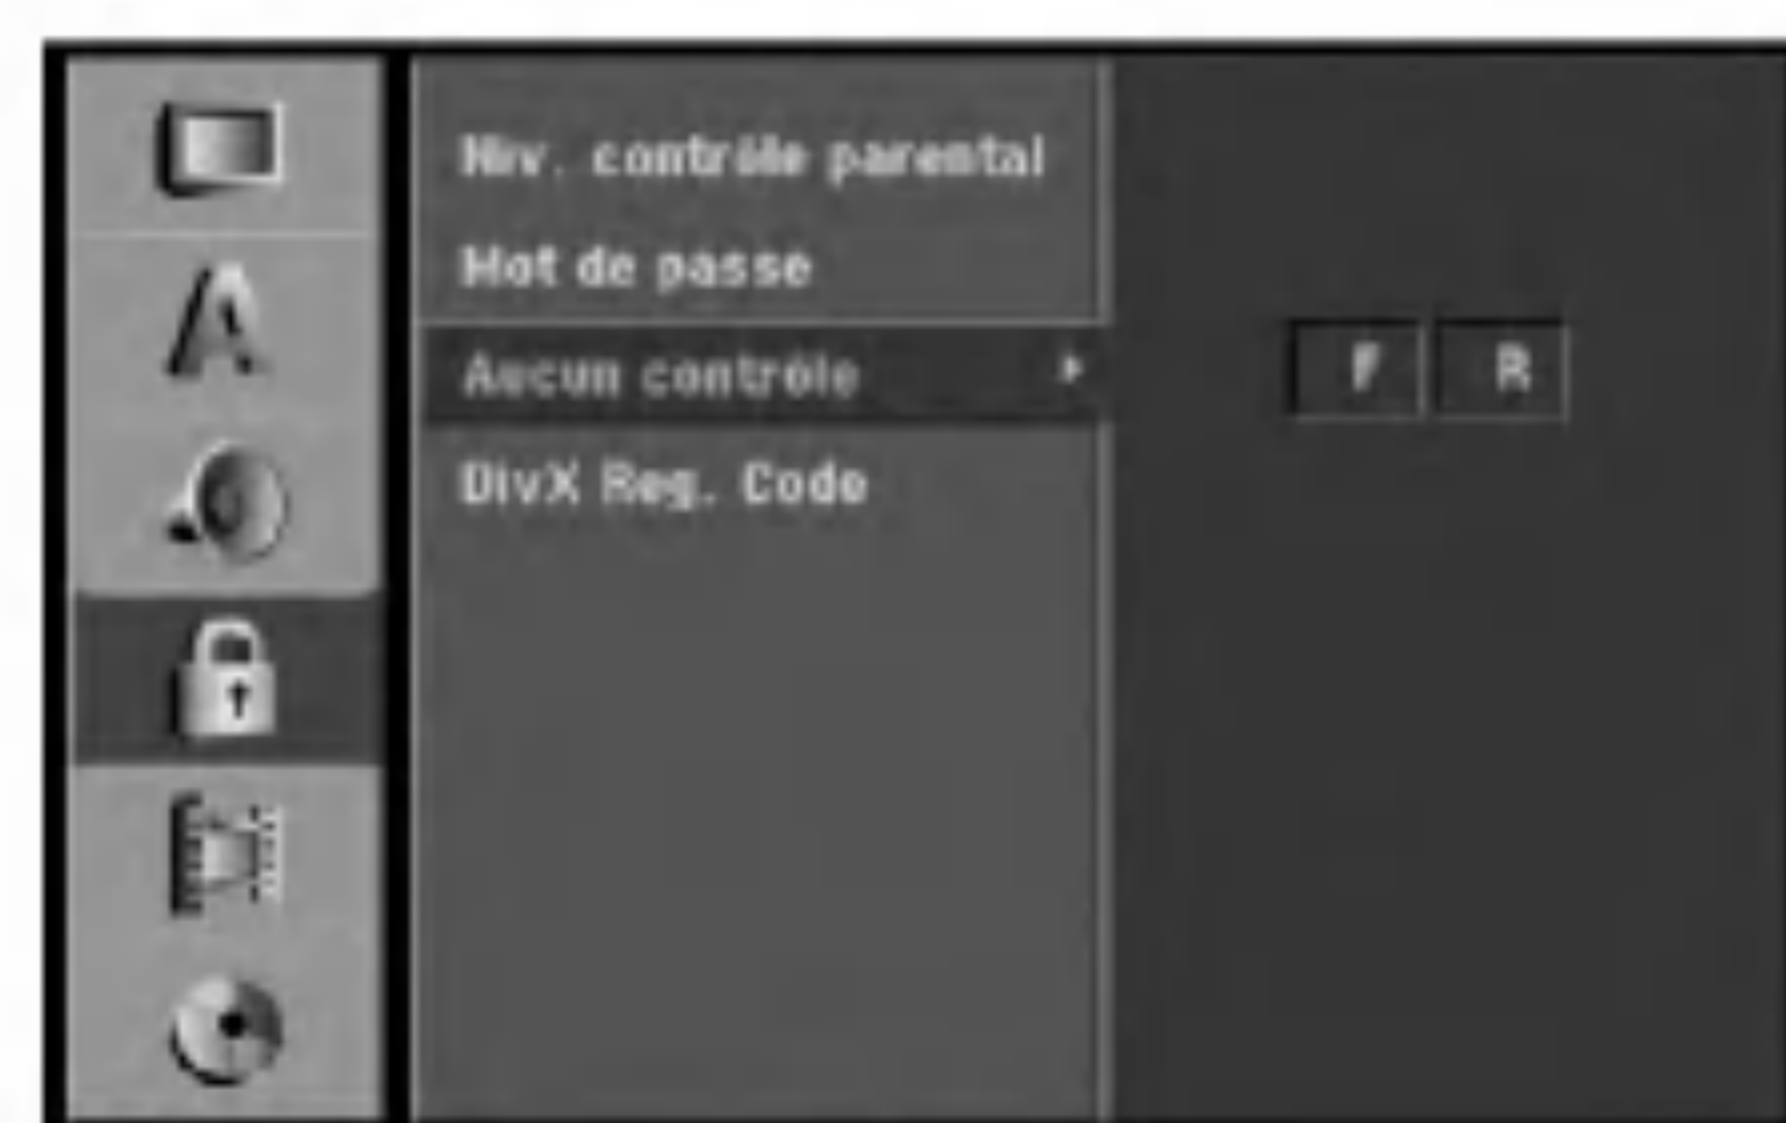 Niv. contrôle parental
Mot de passe
Aucun contrôle
F R
DivX Reg. Code